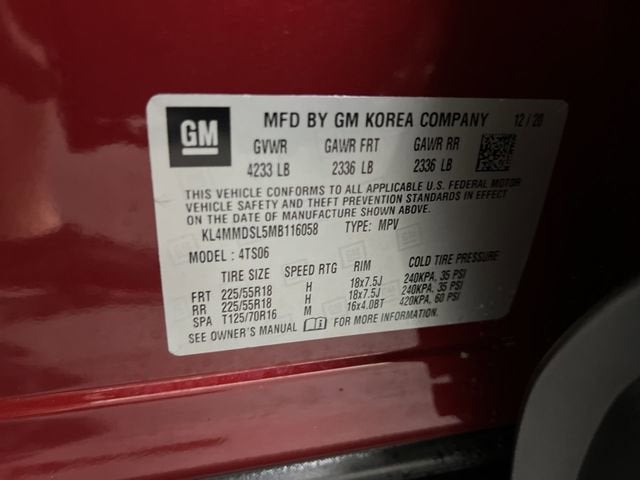 GM
MFD BY GM KOREA COMPANY 12/20
GVWR GAWR FRT GAWR RR
4233 LB 2336 LB 2336 LB
THIS VEHICLE CONFORMS TO ALL APPLICABLE U.S. FEDERAL MOTOR
VEHICLE SAFETY AND THEFT PREVENTION STANDARDS IN EFFECT
ON THE DATE OF MANUFACTURE SHOWN ABOVE.
KL4MMDSL5MB116058 TYPE: MPV
MODEL: 4TS06
TIRE SIZE SPEED RTG RIM COLD TIRE PRESSURE
FRT 225/55R18 H 18x7.5J 240KPA, 35 PSI
RR 225/55R18 H 18x7.5J 240KPA, 35 PSI
SPA T125/70R16 M 16x4.0BT 420KPA, 60 PSI
SEE OWNER'S MANUAL FOR MORE INFORMATION.